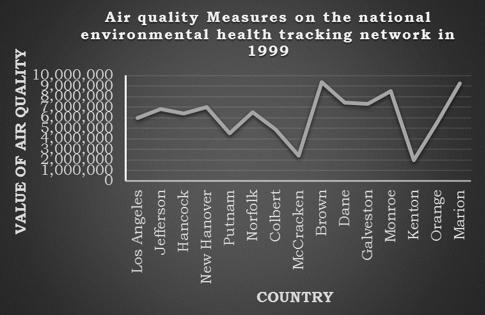 Air quality Measures on the national
environmental health tracking network in
1999
VALUE OF AIR QUALITY
10,000,000
9,000,000
8,000,000
7,000,000
6,000,000
5,000,000
4,000,000
3,000,000
2,000,000
1,000,000
0
Los Angeles
Jefferson
Hancock
New Hanover
Putnam
Norfolk
Colbert
McCracken
Brown
Dane
Galveston
Monroe
Kenton
Orange
Marion
COUNTRY